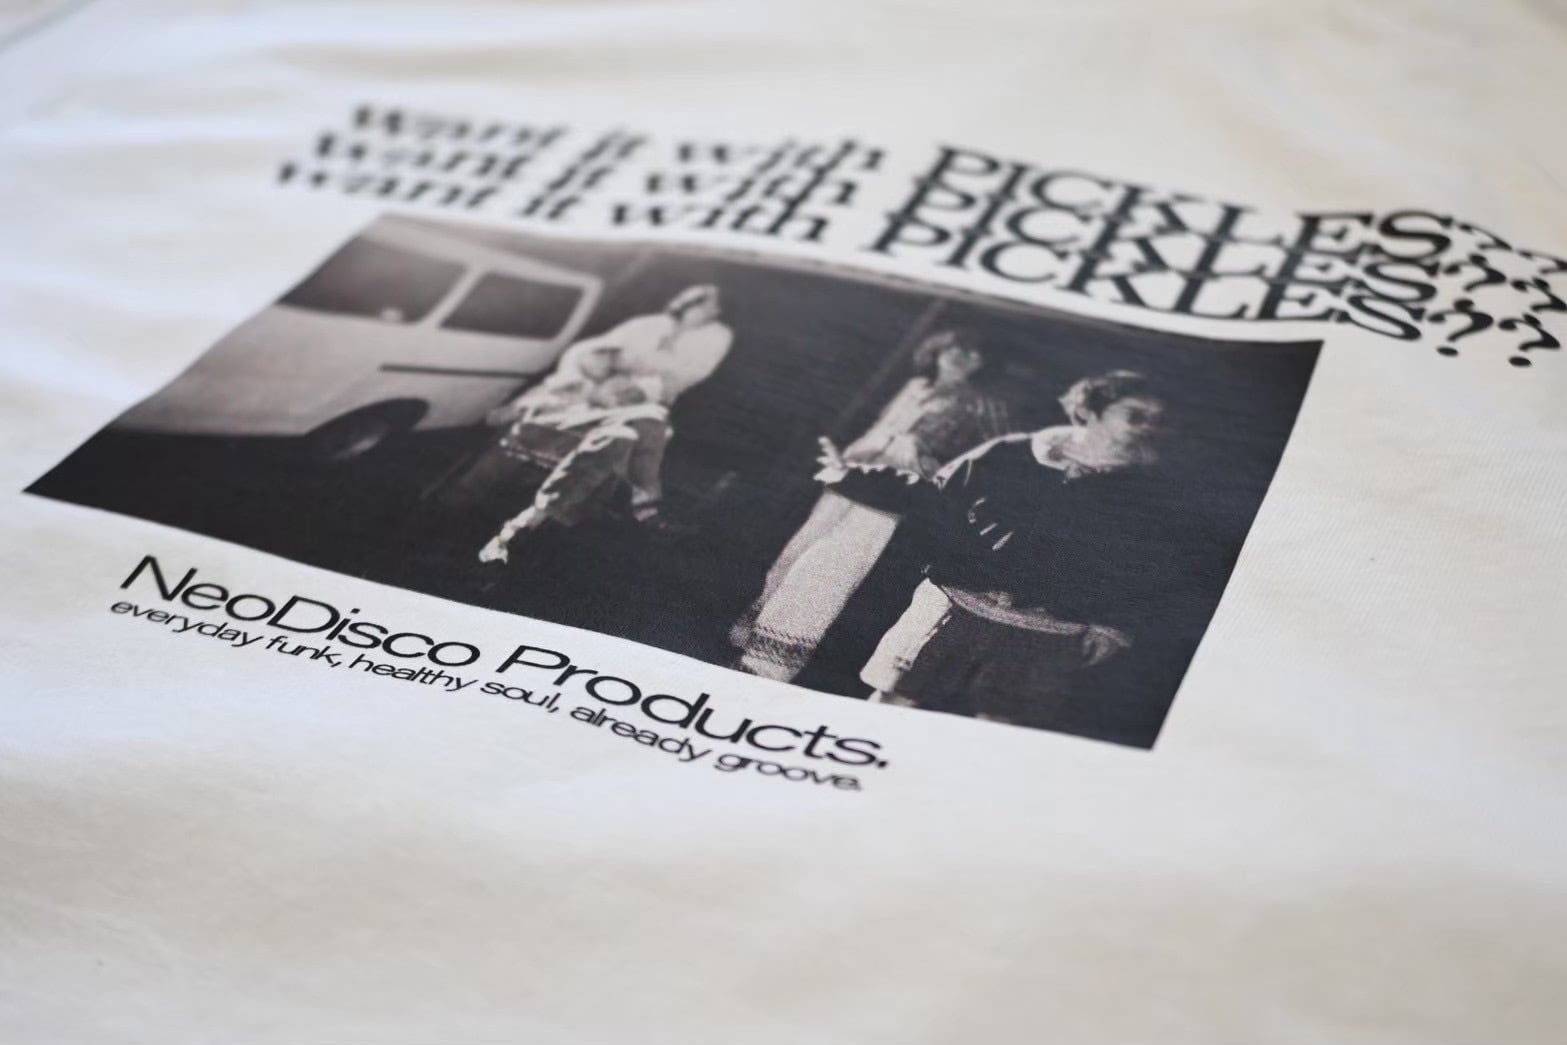 want it with PICKLES??
want it with PICKLES??
want it with PICKLES??
NeoDisco Products.
everyday funk, healthy soul, already groove.